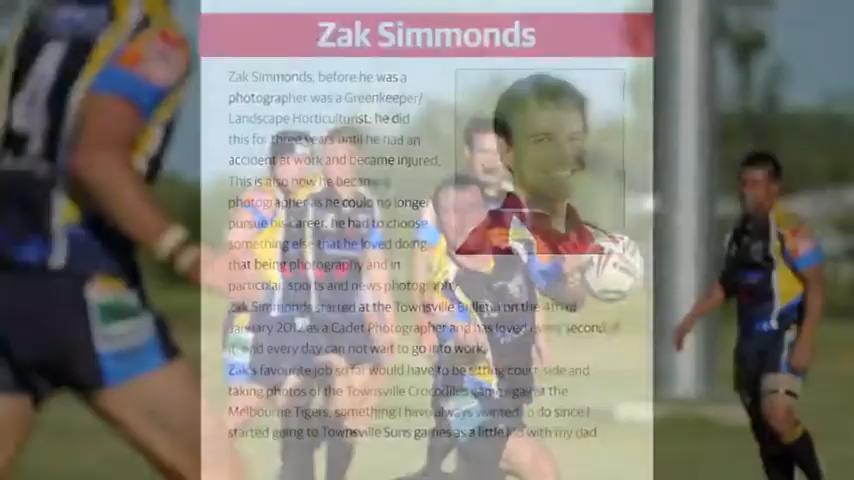 Zak Simmonds
Zak Simmonds, before he was a
photographer was a Greenkeeper/
Landscape Horticulturist; he did
this for three years until he had an
accident at work and became injured.
This is also how he became
photographer as he could no longer
pursue his career, he had to choose
something else that he loved doing
that being photography and in
particular, sports and news photography.
Zak Simmonds started at the Townsville Bulletin on the 4th of
January 2012 as a Cadet Photographer and has loved every second of
it, and every day can not wait to go into work.
Zak's favourite job so far would have to be sitting court side and
taking photos of the Townsville Crocodiles game against the
Melbourne Tigers, something I have always wanted to do since I
started going to Townsville Suns games as a little kid with my dad